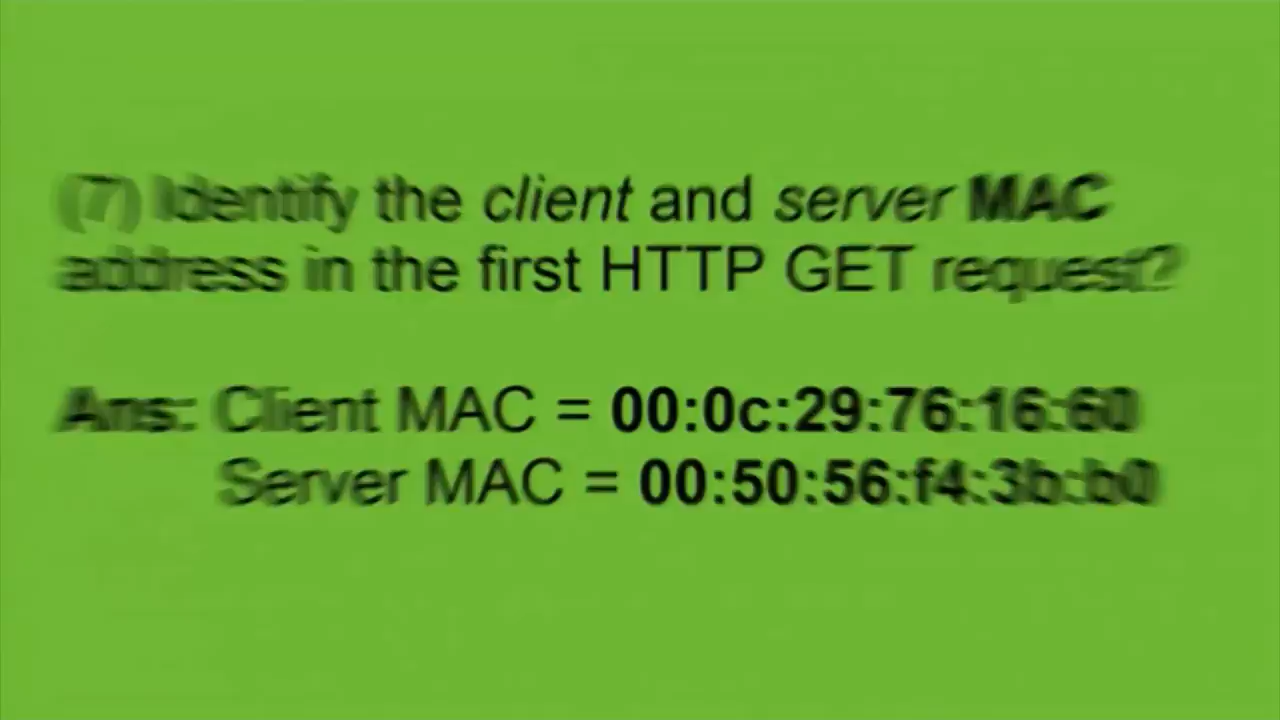 (7) Identify the client and server MAC
address in the first HTTP GET request?
Ans: Client MAC = 00:0c:29:76:16:60
Server MAC = 00:50:56:f4:3b:b0